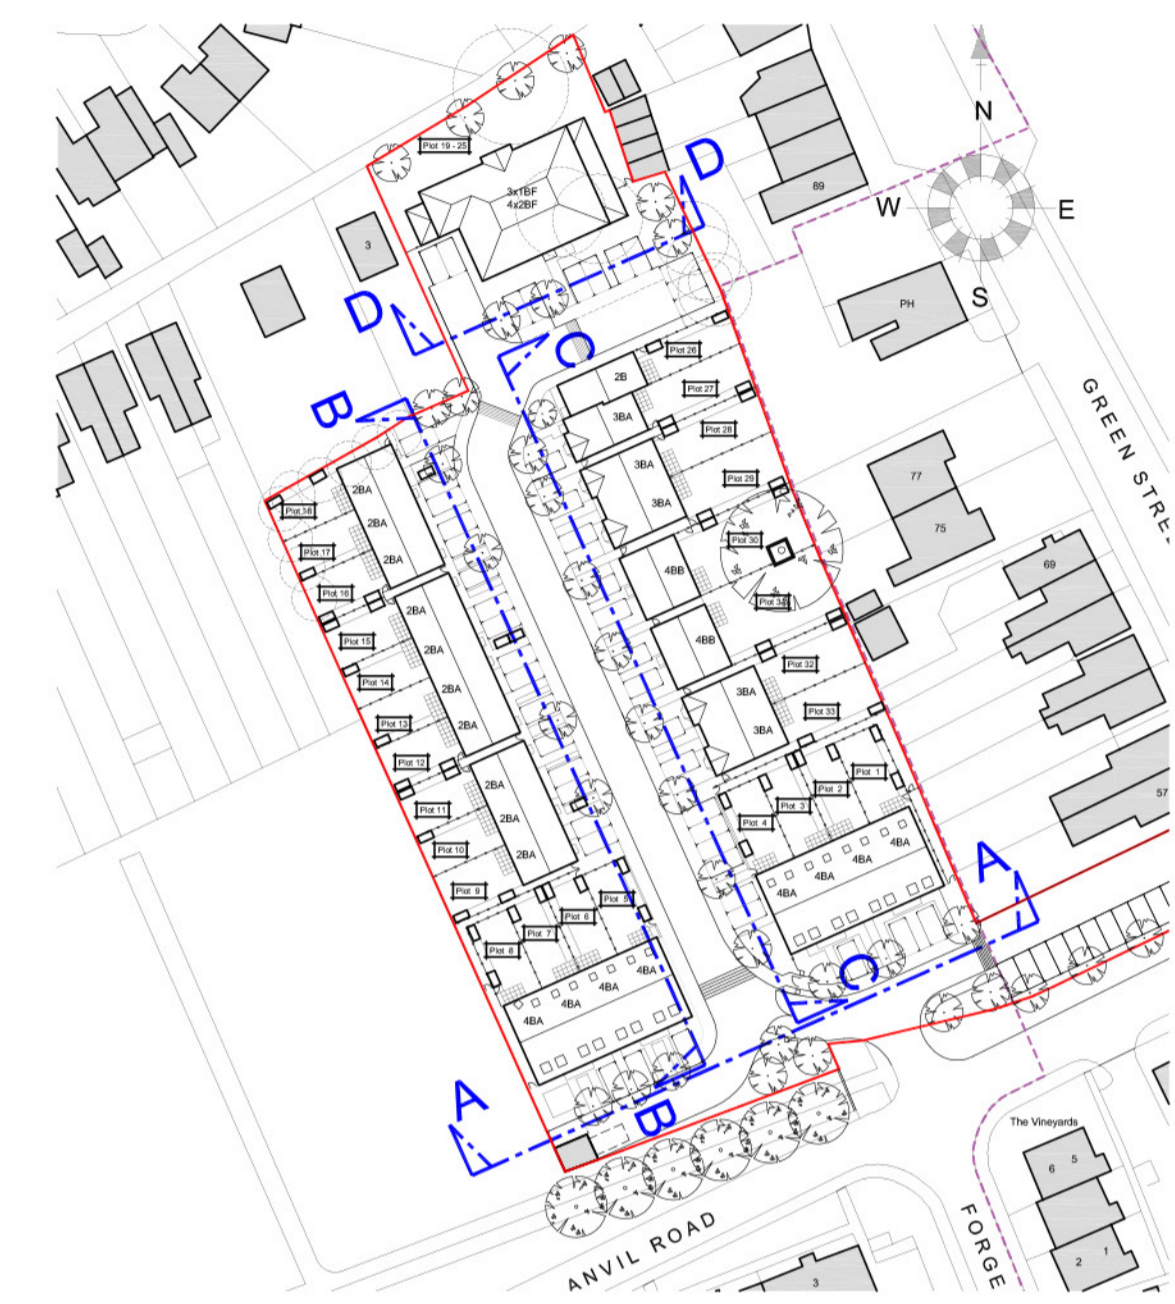 N
W
E
S
Plot 19 - 25
3x1BF
4x2BF
89
3
D
D
PH
C
B
GREEN STREE
2B
3BA
Plot 26
Plot 27
Plot 28
3BA
3BA
Plot 29
Plot 30
4BB
4BB
Plot 32
Plot 33
3BA
3BA
77
75
69
57
2BA
2BA
2BA
Plot 18
Plot 17
Plot 16
2BA
2BA
2BA
2BA
Plot 15
Plot 14
Plot 13
Plot 12
2BA
2BA
2BA
Plot 11
Plot 10
Plot 9
Plot 1
Plot 2
Plot 3
Plot 4
4BA
4BA
4BA
4BA
Plot 5
Plot 6
Plot 7
Plot 8
4BA
4BA
4BA
4BA
A
C
A
B
The Vineyards
6
5
2
1
ANVIL ROAD
FORGE
3